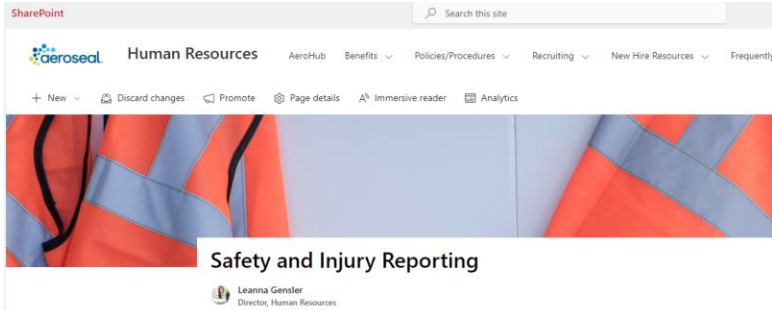 SharePoint
Search this site
aeroseal.
Human Resources
AeroHub Benefits Policies/Procedures Recruiting New Hire Resources Frequently
+ New Discard changes Promote Page details Immersive reader Analytics
Safety and Injury Reporting
Leanna Gensler
Director, Human Resources